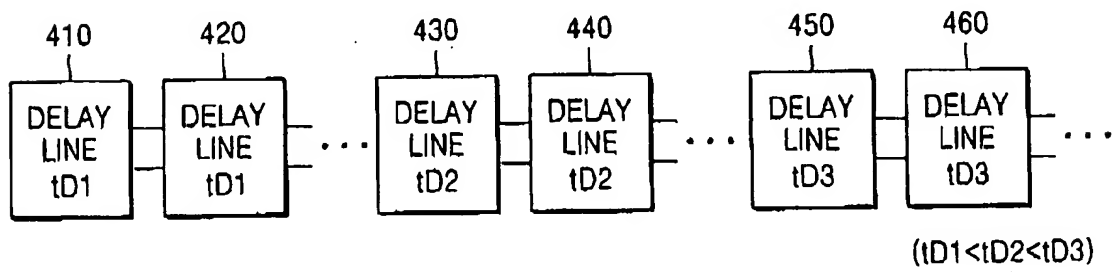 410 420 430 440 450 460
DELAY LINE tD1
DELAY LINE tD1
...
DELAY LINE tD2
DELAY LINE tD2
...
DELAY LINE tD3
DELAY LINE tD3
...
(tD1<tD2<tD3)